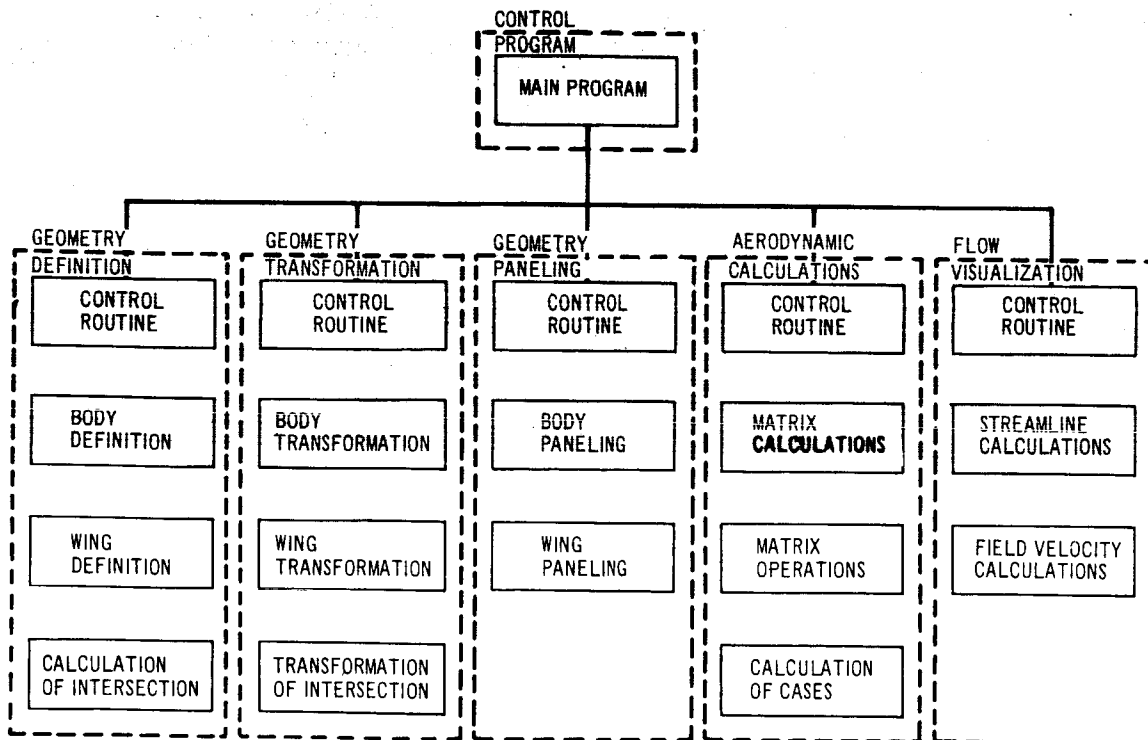 CONTROL
PROGRAM
MAIN PROGRAM
GEOMETRY
DEFINITION
CONTROL
ROUTINE
BODY
DEFINITION
WING
DEFINITION
CALCULATION
OF INTERSECTION
GEOMETRY
TRANSFORMATION
CONTROL
ROUTINE
BODY
TRANSFORMATION
WING
TRANSFORMATION
TRANSFORMATION
OF INTERSECTION
GEOMETRY
PANELING
CONTROL
ROUTINE
BODY
PANELING
WING
PANELING
AERODYNAMIC
CALCULATIONS
CONTROL
ROUTINE
MATRIX
CALCULATIONS
MATRIX
OPERATIONS
CALCULATION
OF CASES
FLOW
VISUALIZATION
CONTROL
ROUTINE
STREAMLINE
CALCULATIONS
FIELD VELOCITY
CALCULATIONS